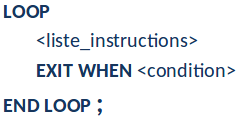 LOOP
<liste_instructions>
EXIT WHEN <condition>
END LOOP ;